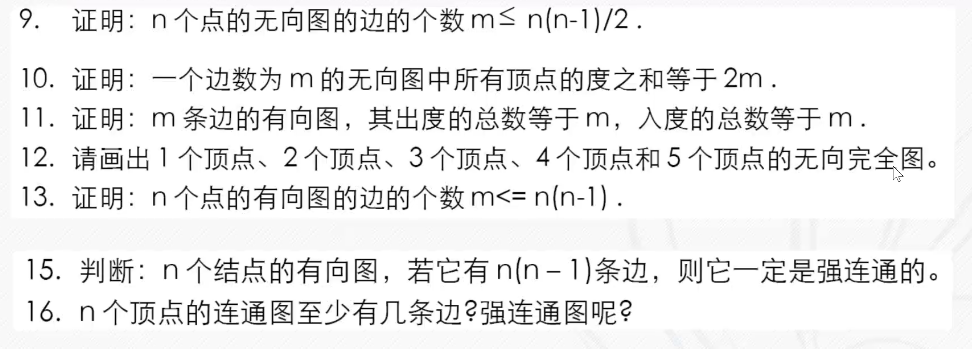 9. 证明：n 个点的无向图的边的个数 m≤ n(n-1)/2 .
10. 证明：一个边数为 m 的无向图中所有顶点的度之和等于 2m .
11. 证明：m 条边的有向图，其出度的总数等于 m，入度的总数等于 m .
12. 请画出 1 个顶点、2 个顶点、3 个顶点、4 个顶点和 5 个顶点的无向完全图。
13. 证明：n 个点的有向图的边的个数 m<= n(n-1) .
15. 判断：n 个结点的有向图，若它有 n(n – 1)条边，则它一定是强连通的。
16. n 个顶点的连通图至少有几条边?强连通图呢?